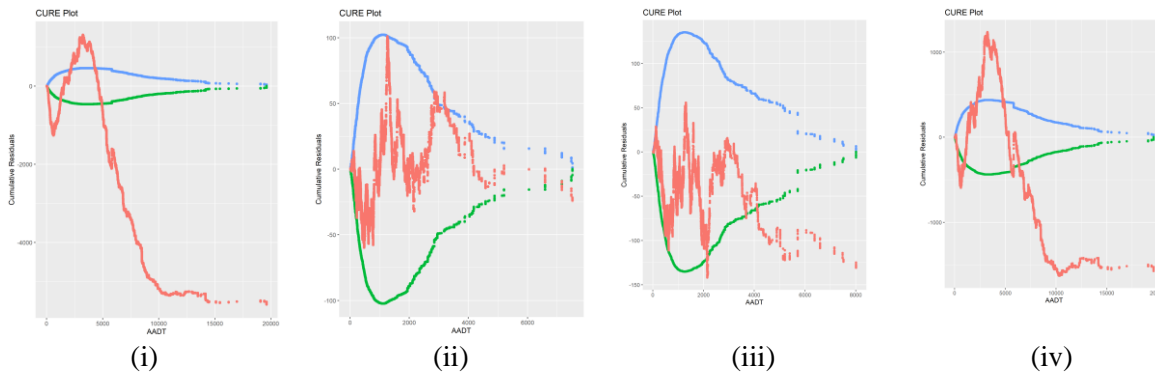 CURE Plot
Cumulative Residuals
0
-2000
-4000
0
5000
10000
15000
20000
AADT
(i)
CURE Plot
Cumulative Residuals
100
50
0
-50
-100
0
2000
4000
6000
AADT
(ii)
CURE Plot
Cumulative Residuals
100
50
0
-50
-100
-150
0
2000
4000
6000
8000
AADT
(iii)
CURE Plot
Cumulative Residuals
1000
0
-1000
0
5000
10000
15000
20000
AADT
(iv)